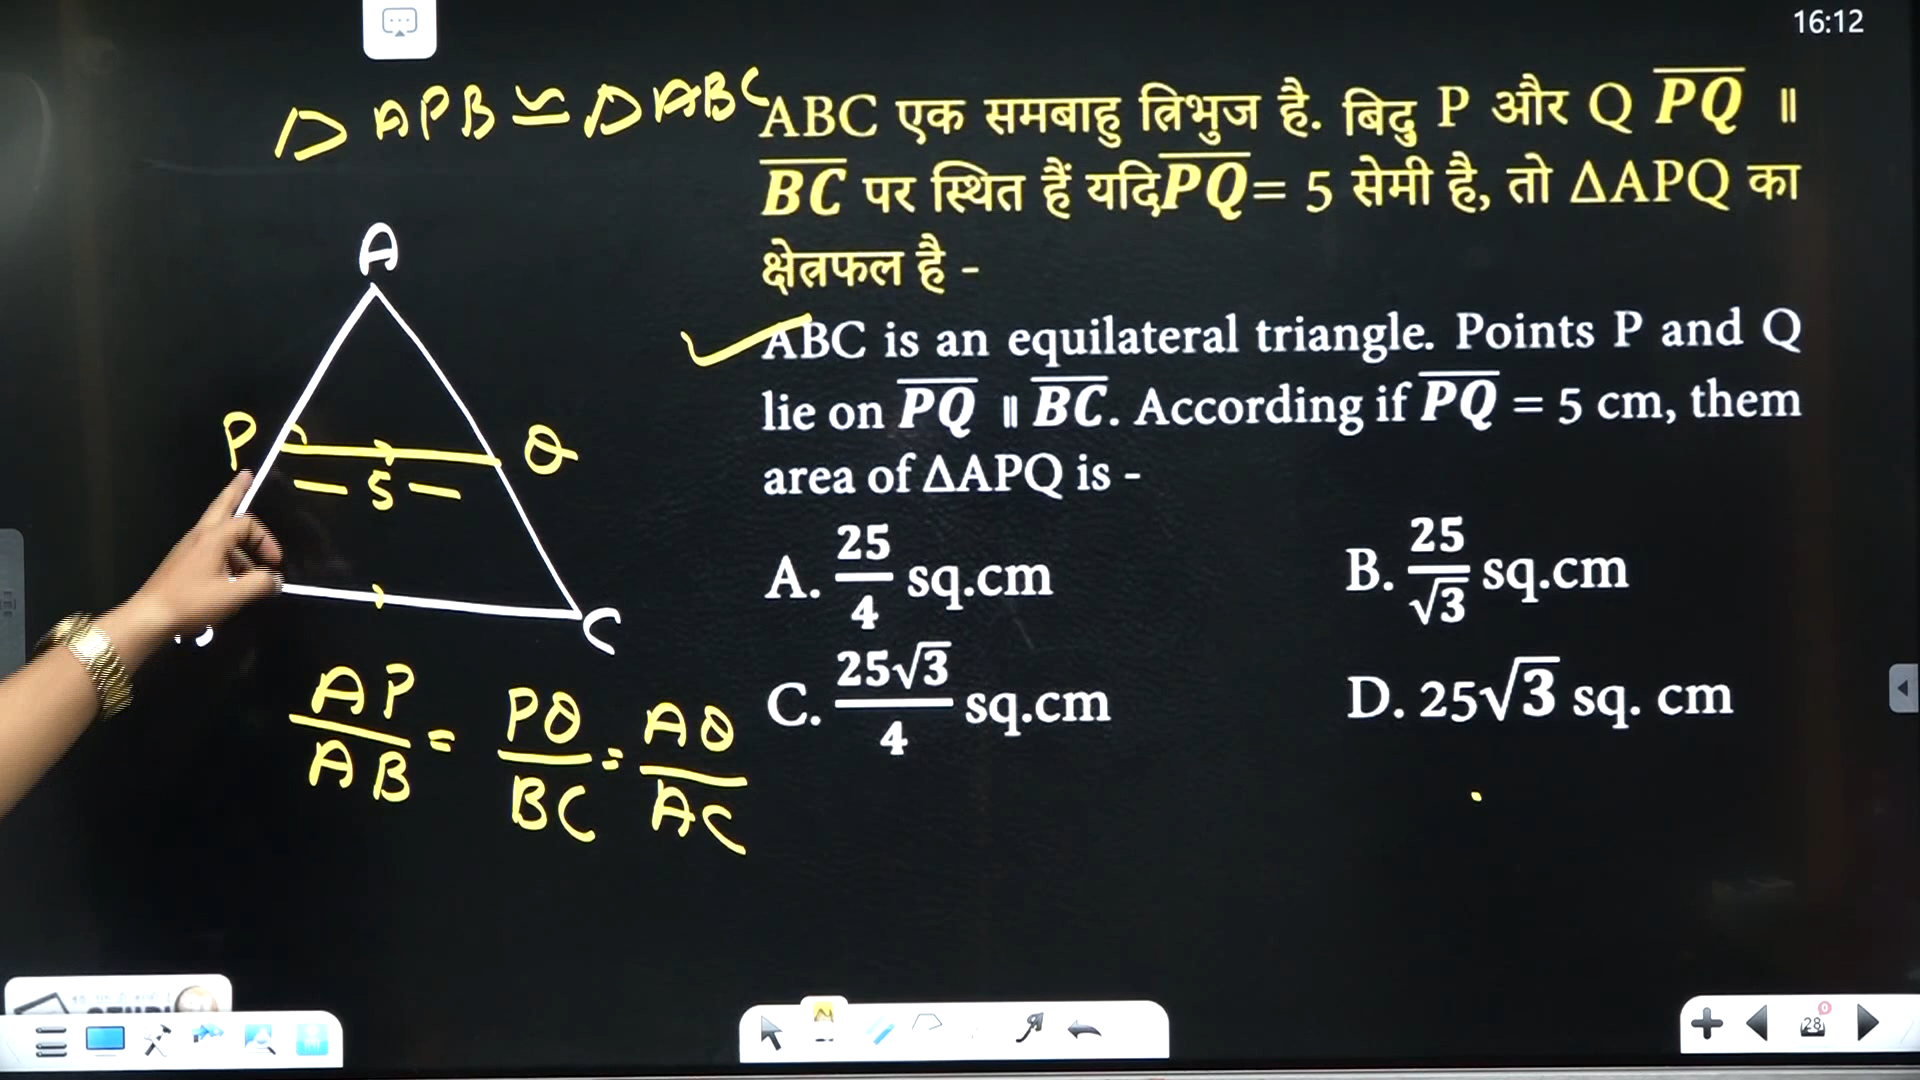 16:12
△ APB ≃ △ ABC
ABC एक समबाहु त्रिभुज है. बिंदु P और Q PQ ||
BC पर स्थित हैं यदि PQ = 5 सेमी है, तो ΔAPQ का
क्षेत्रफल है -
ABC is an equilateral triangle. Points P and Q
lie on PQ || BC. According if PQ = 5 cm, them
area of ΔAPQ is -
A. 25/4 sq.cm
B. 25/√3 sq.cm
C. 25√3/4 sq.cm
D. 25√3 sq. cm
A
P
Q
5
C
AP/AB = PQ/BC = AQ/AC
28